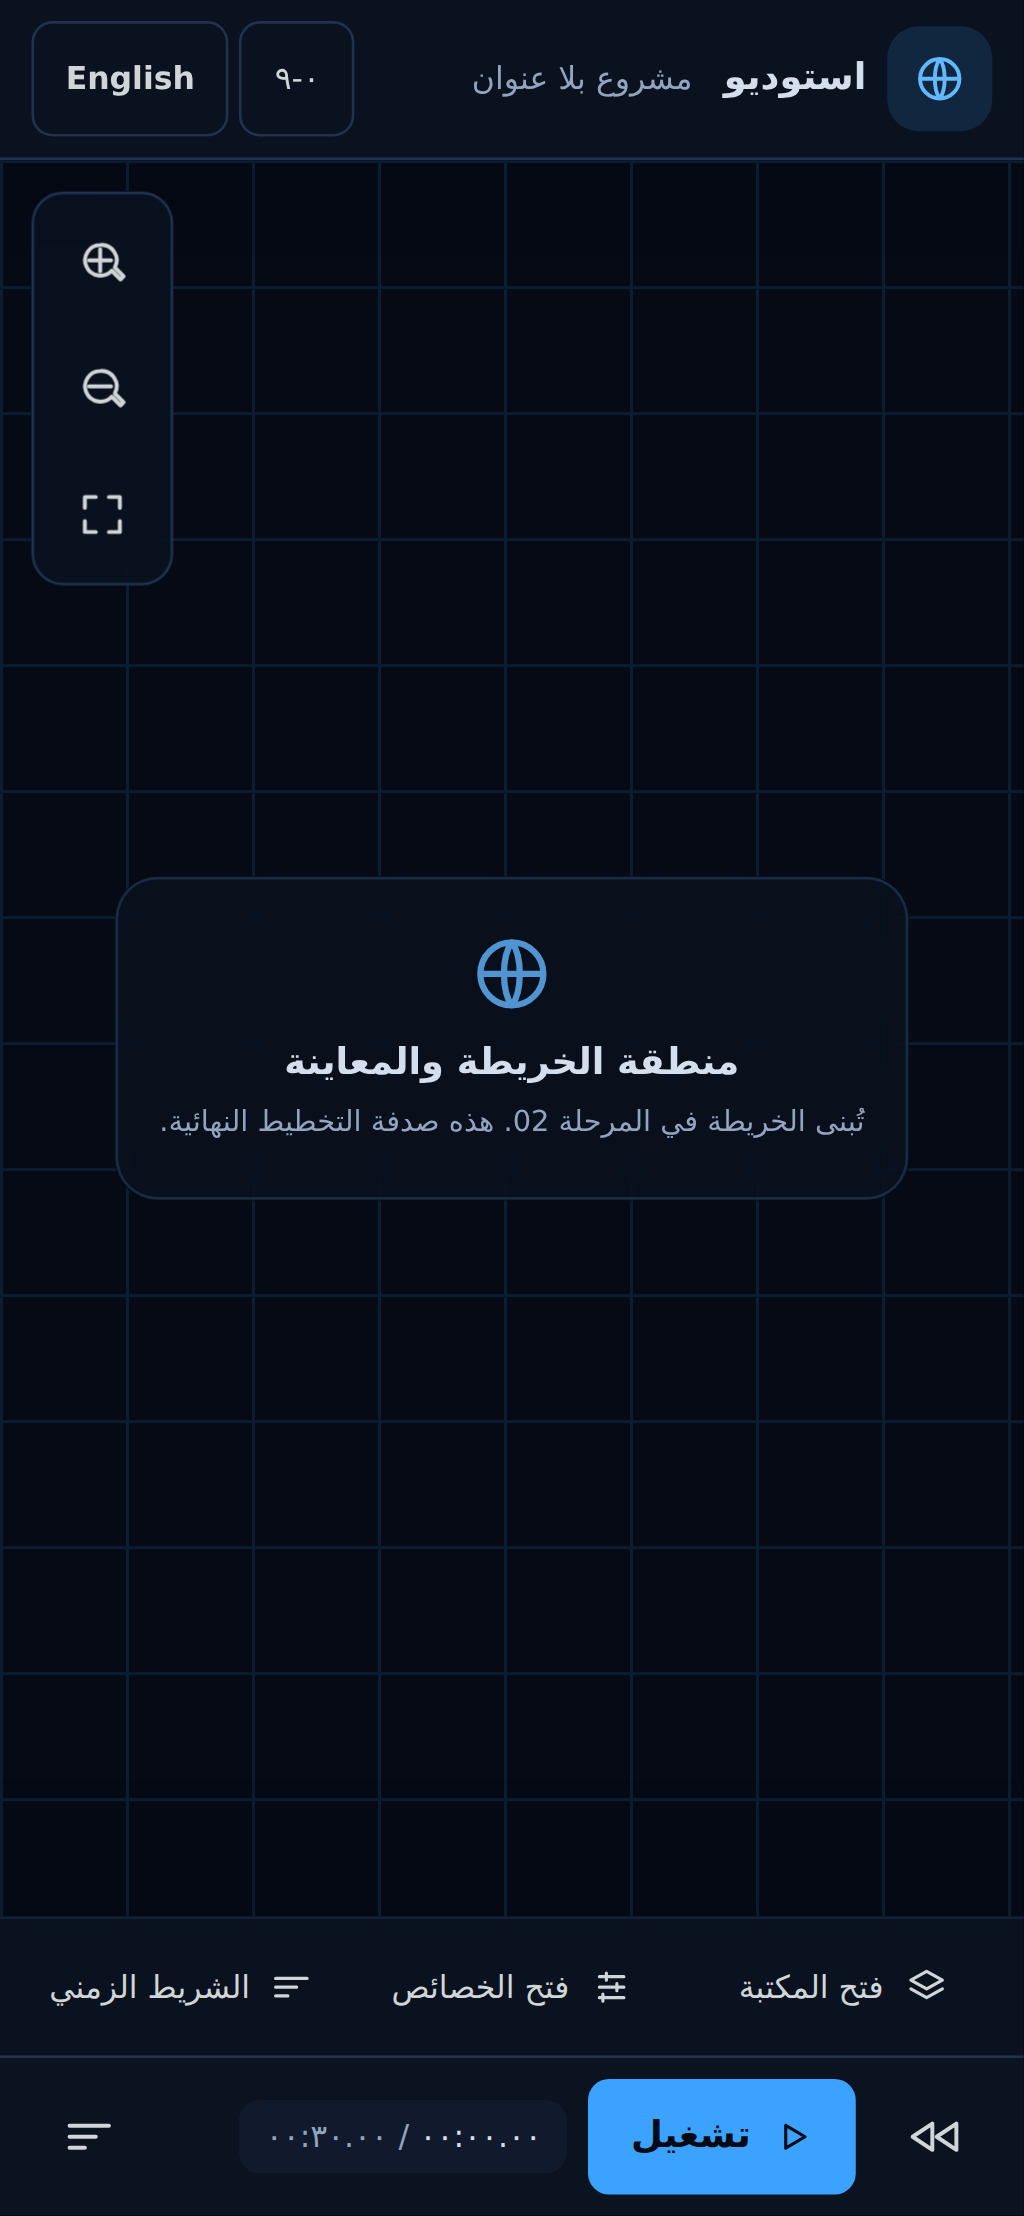 استوديو
مشروع بلا عنوان
٠-٩
English
منطقة الخريطة والمعاينة
تُبنى الخريطة في المرحلة 02. هذه صدفة التخطيط النهائية.
فتح المكتبة
فتح الخصائص
الشريط الزمني
تشغيل
٠٠:٠٠.٠٠ / ٠٠:٣٠.٠٠